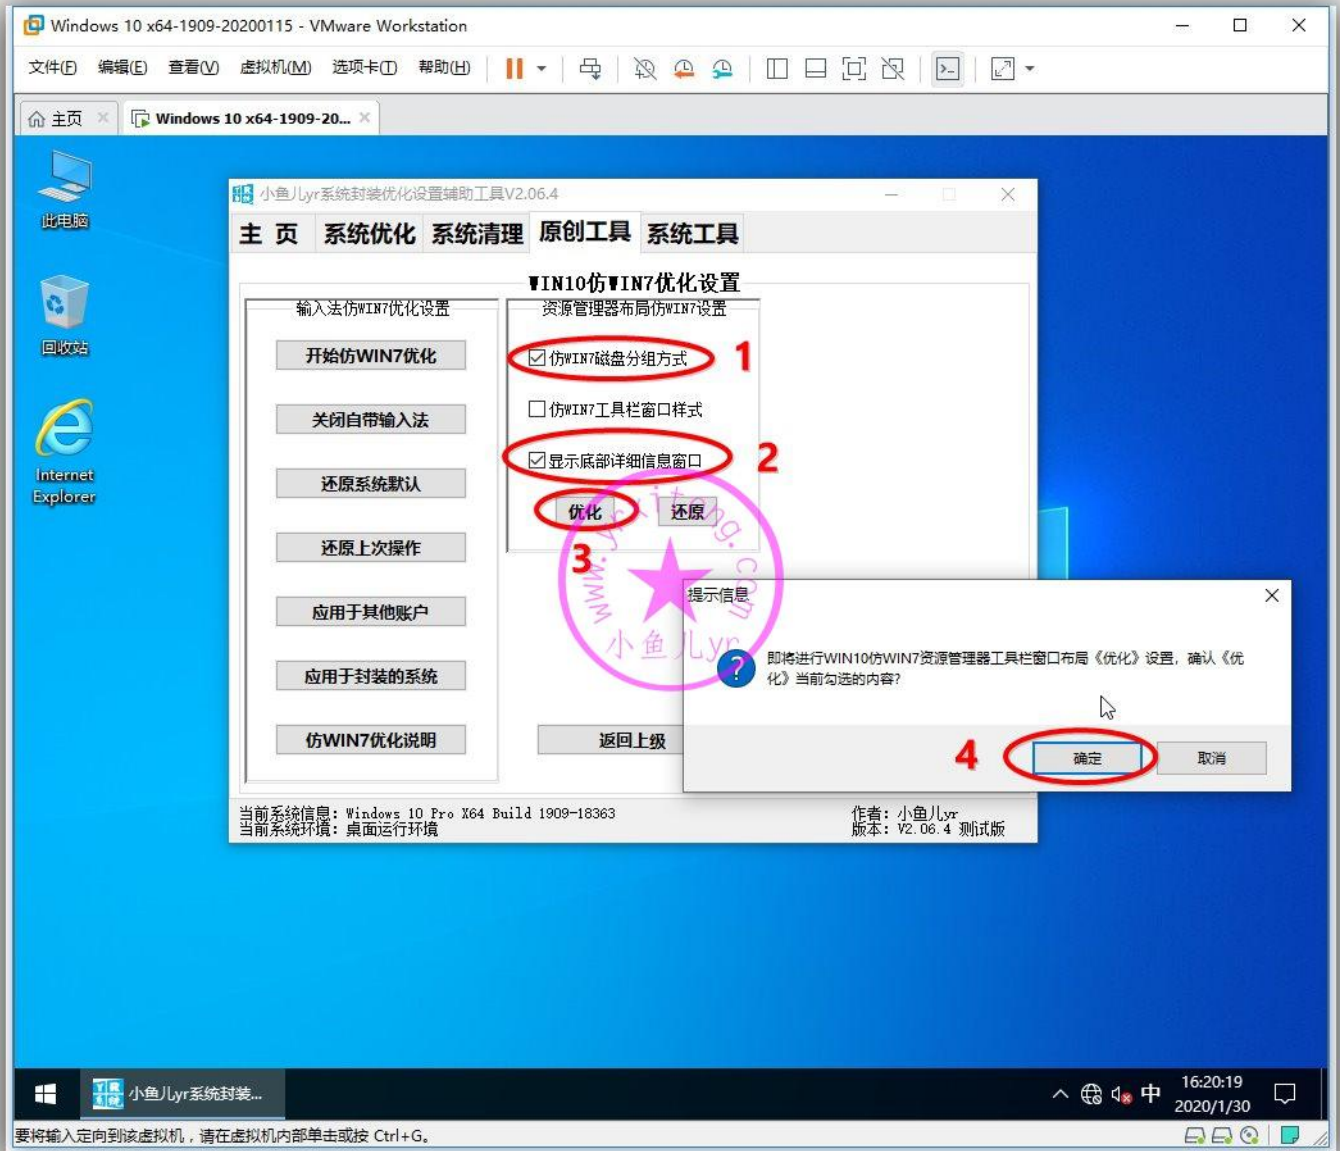 Windows 10 x64-1909-20200115 - VMware Workstation
文件(F) 编辑(E) 查看(V) 虚拟机(M) 选项卡(T) 帮助(H)
主页
Windows 10 x64-1909-20...
此电脑
回收站
Internet
Explorer
小鱼儿yr系统封装优化设置辅助工具V2.06.4
主 页 系统优化 系统清理 原创工具 系统工具
WIN10仿WIN7优化设置
输入法仿WIN7优化设置
开始仿WIN7优化
关闭自带输入法
还原系统默认
还原上次操作
应用于其他账户
应用于封装的系统
仿WIN7优化说明
资源管理器布局仿WIN7设置
仿WIN7磁盘分组方式
1
仿WIN7工具栏窗口样式
显示底部详细信息窗口
2
优化 还原
3
www.yrxitong.com
小鱼儿yr
返回上级
提示信息
即将进行WIN10仿WIN7资源管理器工具栏窗口布局《优化》设置，确认《优
化》当前勾选的内容?
4
确定 取消
当前系统信息: Windows 10 Pro X64 Build 1909-18363
当前系统环境: 桌面运行环境
作者: 小鱼儿yr
版本: V2.06.4 测试版
YR
系统
小鱼儿yr系统封装...
中
16:20:19
2020/1/30
要将输入定向到该虚拟机，请在虚拟机内部单击或按 Ctrl+G。